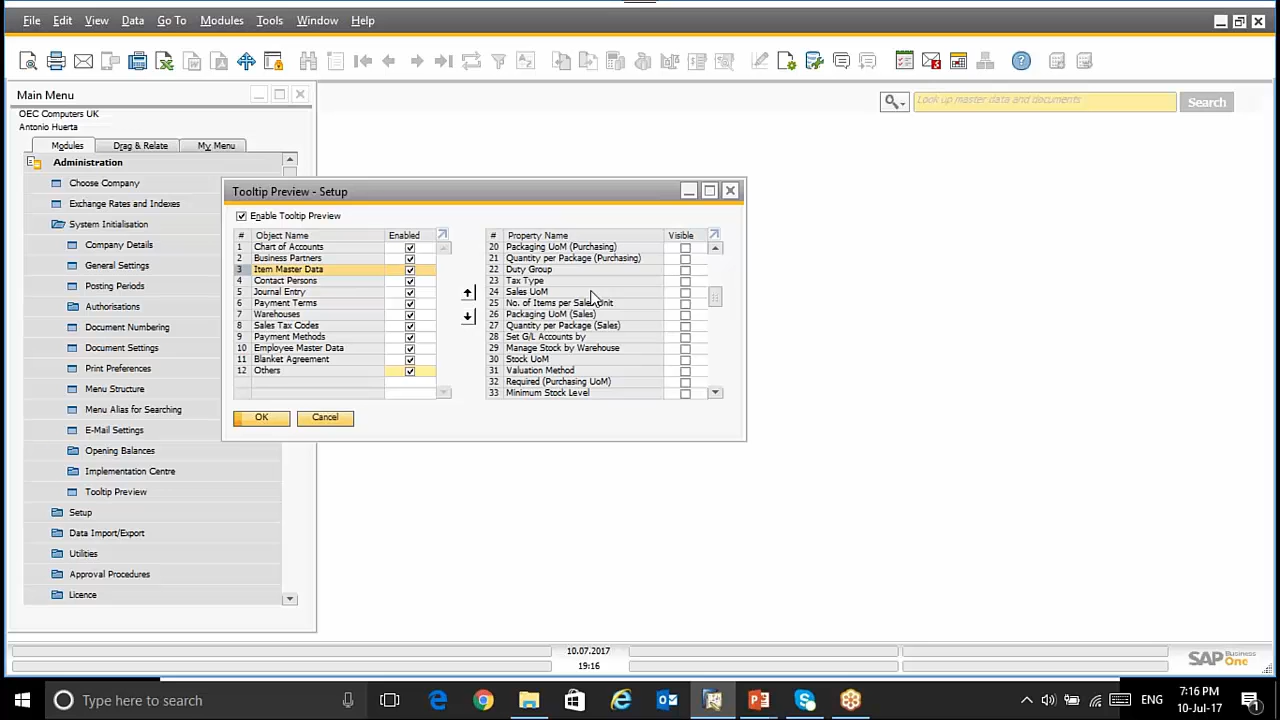 File Edit View Data Go To Modules Tools Window Help
Main Menu
OEC Computers UK
Antonio Huerta
Modules Drag & Relate My Menu
Administration
Choose Company
Exchange Rates and Indexes
System Initialisation
Company Details
General Settings
Posting Periods
Authorisations
Document Numbering
Document Settings
Print Preferences
Menu Structure
Menu Alias for Searching
E-Mail Settings
Opening Balances
Implementation Centre
Tooltip Preview
Setup
Data Import/Export
Utilities
Approval Procedures
Licence
Look up master data and documents Search
Tooltip Preview - Setup
Enable Tooltip Preview
# Object Name Enabled
1 Chart of Accounts
2 Business Partners
3 Item Master Data
4 Contact Persons
5 Journal Entry
6 Payment Terms
7 Warehouses
8 Sales Tax Codes
9 Payment Methods
10 Employee Master Data
11 Blanket Agreement
12 Others
# Property Name Visible
20 Packaging UoM (Purchasing)
21 Quantity per Package (Purchasing)
22 Duty Group
23 Tax Type
24 Sales UoM
25 No. of Items per Sales Unit
26 Packaging UoM (Sales)
27 Quantity per Package (Sales)
28 Set G/L Accounts by
29 Manage Stock by Warehouse
30 Stock UoM
31 Valuation Method
32 Required (Purchasing UoM)
33 Minimum Stock Level
OK Cancel
10.07.2017
19:16
SAP Business One
Type here to search
ENG
7:16 PM
10-Jul-17
1